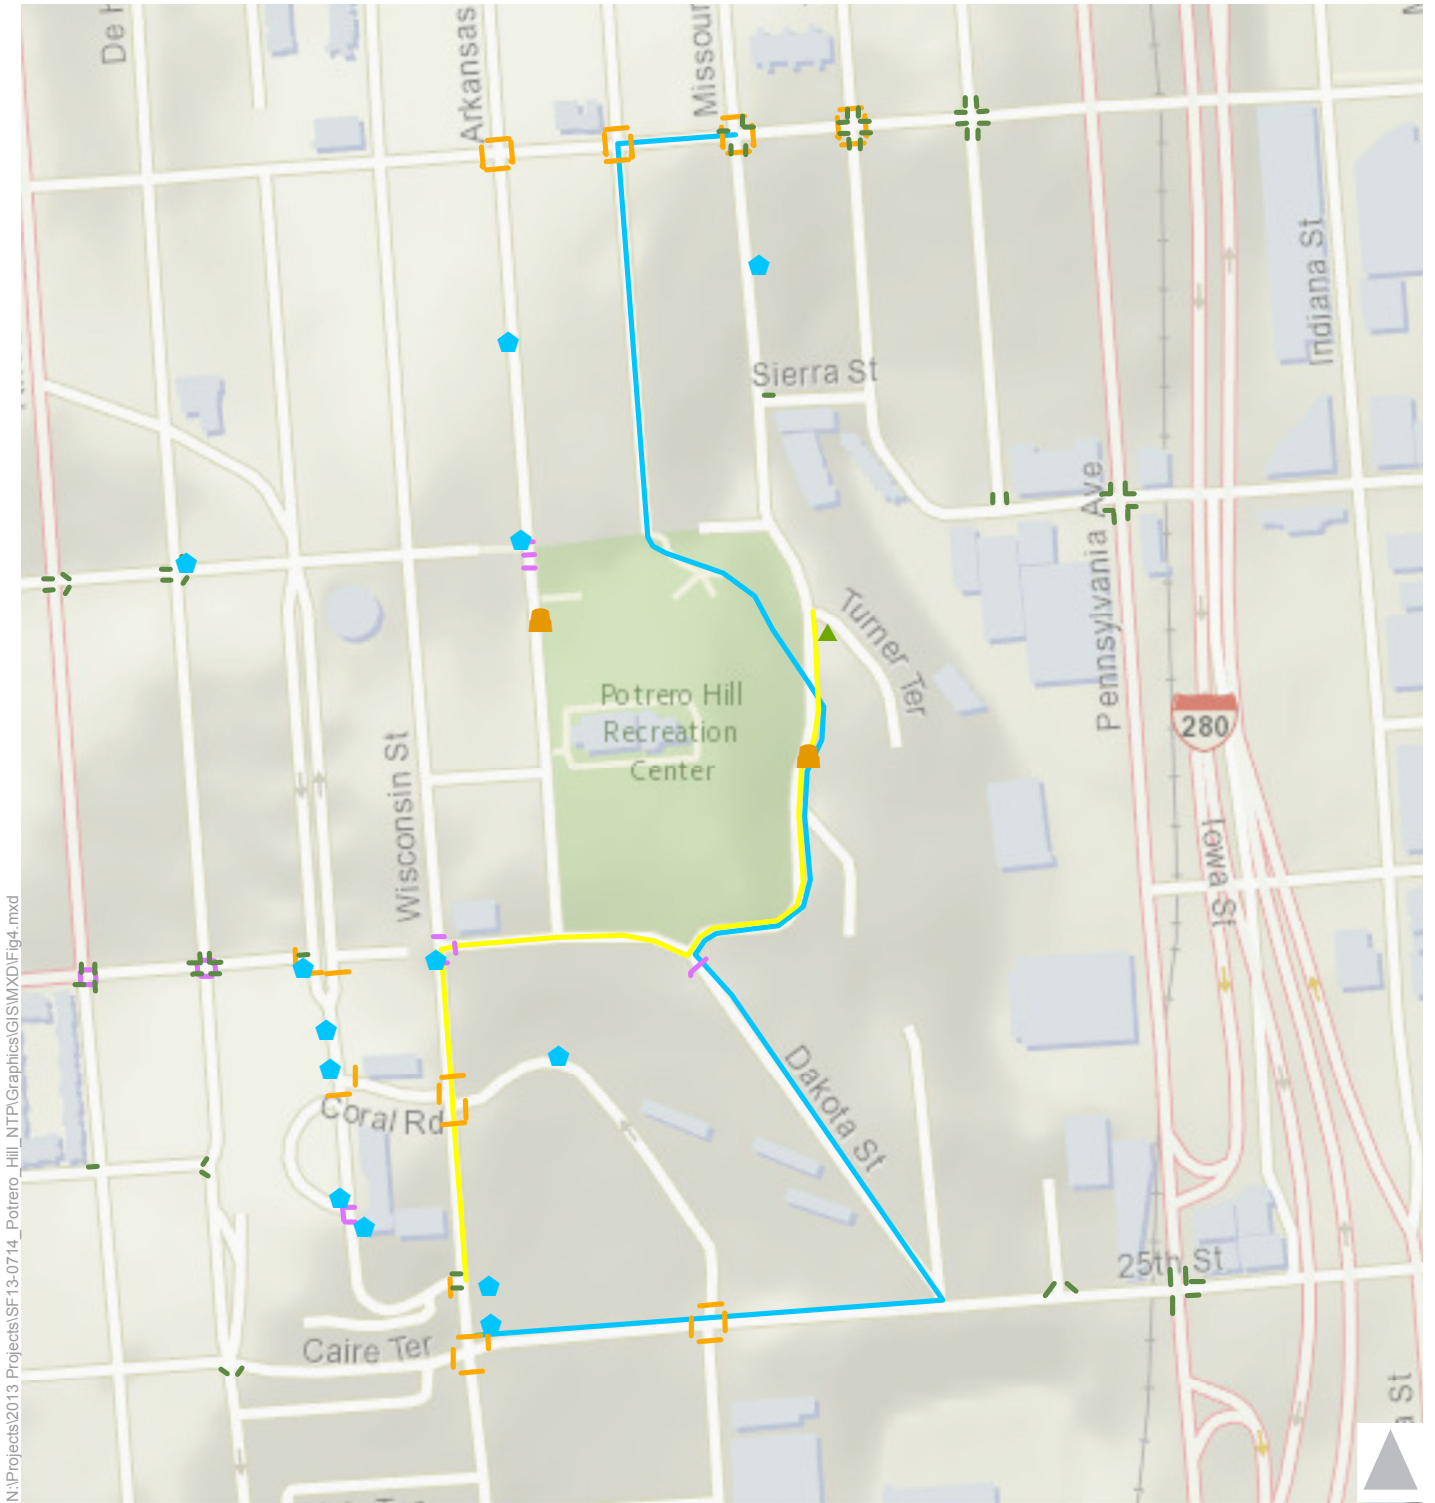 De H
Arkansas
Missour
Indiana St
Sierra St
Pennsylvania Ave
Turner Ter
Potrero Hill
Recreation
Center
280
Wisconsin St
Iowa St
Dakota St
Coral Rd
25th St
Caire Ter
a St
N:\Projects\2013 Projects\SF13-0714_Potrero_Hill_NTP\Graphics\GIS\MXD\Fig4.mxd